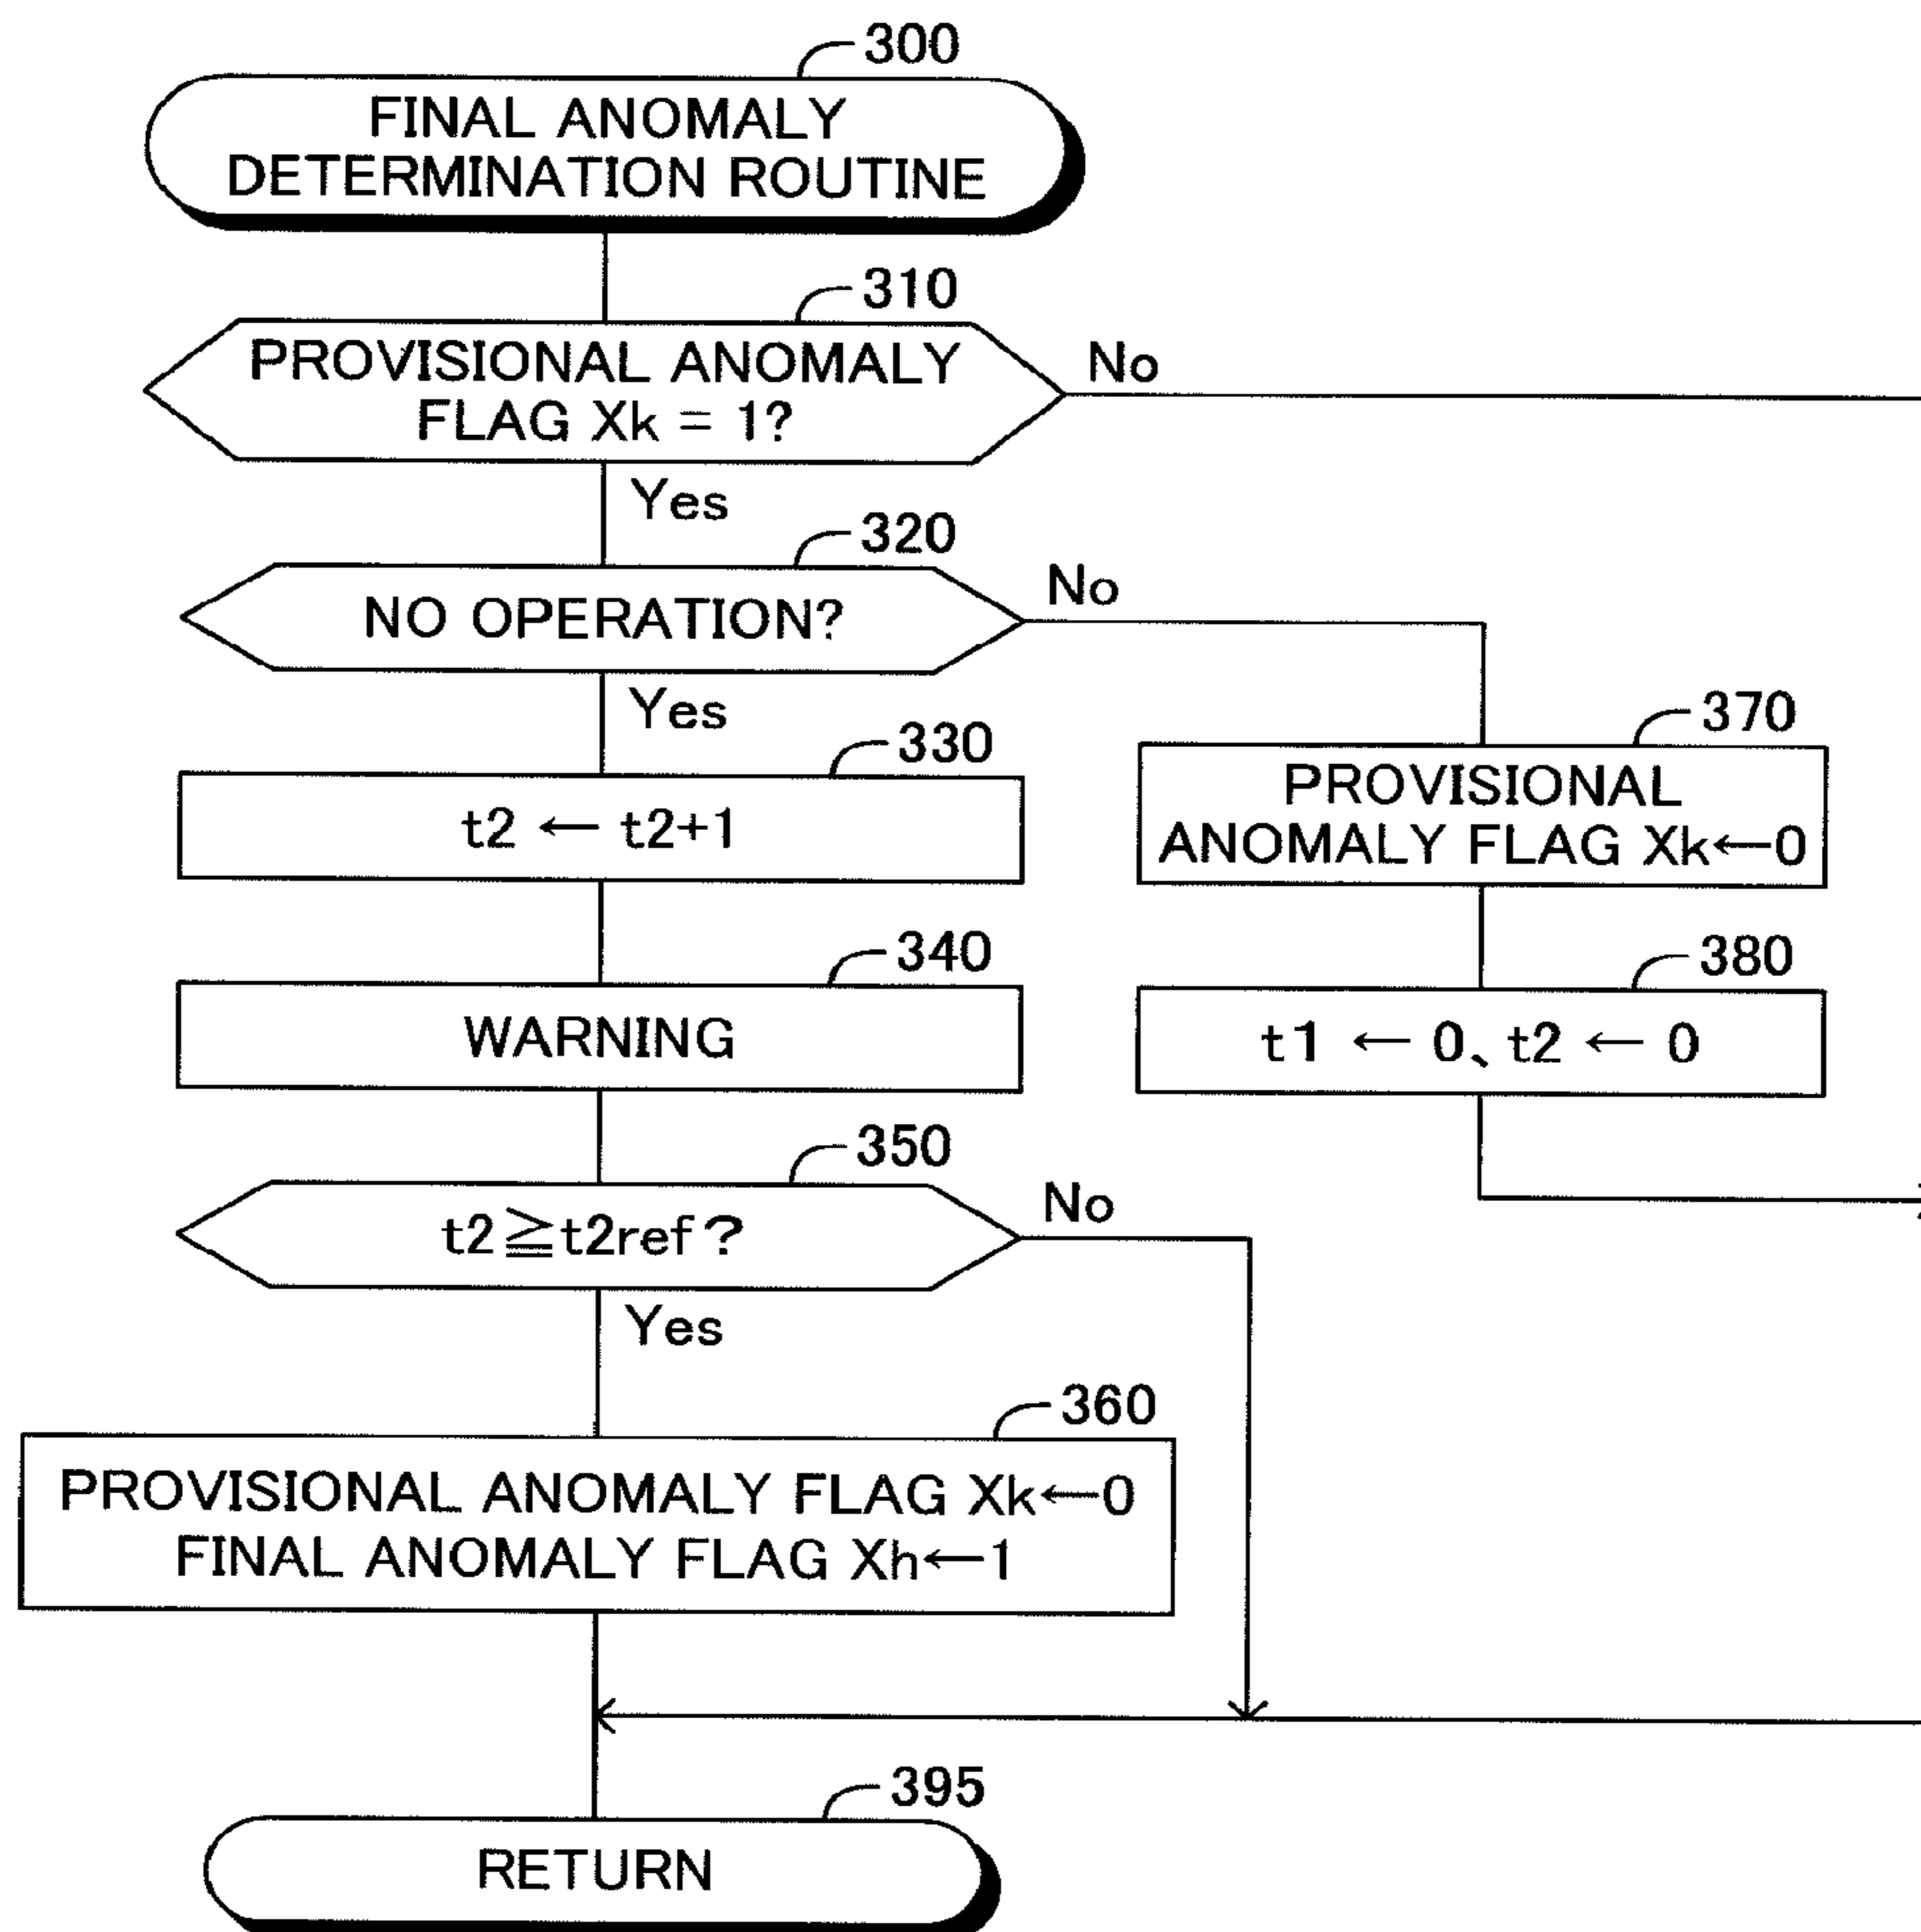 300
FINAL ANOMALY
DETERMINATION ROUTINE
310
PROVISIONAL ANOMALY
FLAG Xk = 1?
No
Yes
320
NO OPERATION?
No
Yes
330
t2 ← t2+1
370
PROVISIONAL
ANOMALY FLAG Xk←0
340
WARNING
380
t1 ← 0、t2 ← 0
350
t2≧t2ref?
No
Yes
360
PROVISIONAL ANOMALY FLAG Xk←0
FINAL ANOMALY FLAG Xh←1
395
RETURN